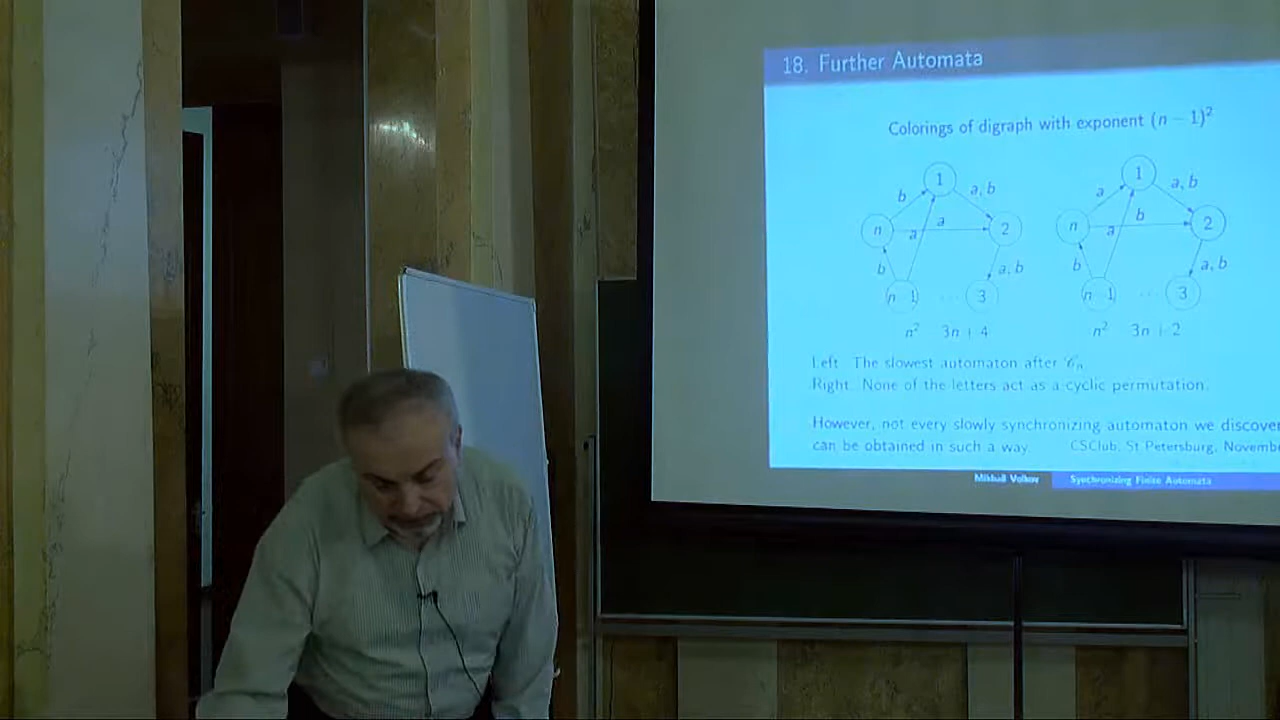 18. Further Automata
Colorings of digraph with exponent (n − 1)²
1 1
b a, b a a, b
n a 2 n b 2
a a
b a, b b a, b
n 1 ... 3 n 1 ... 3
n² 3n + 4 n² 3n + 2
Left The slowest automaton after 𝒞n
Right None of the letters act as a cyclic permutation.
However, not every slowly synchronizing automaton we discover
can be obtained in such a way. CSClub, St Petersburg, Novembe
Mikhail Volkov Synchronizing Finite Automata